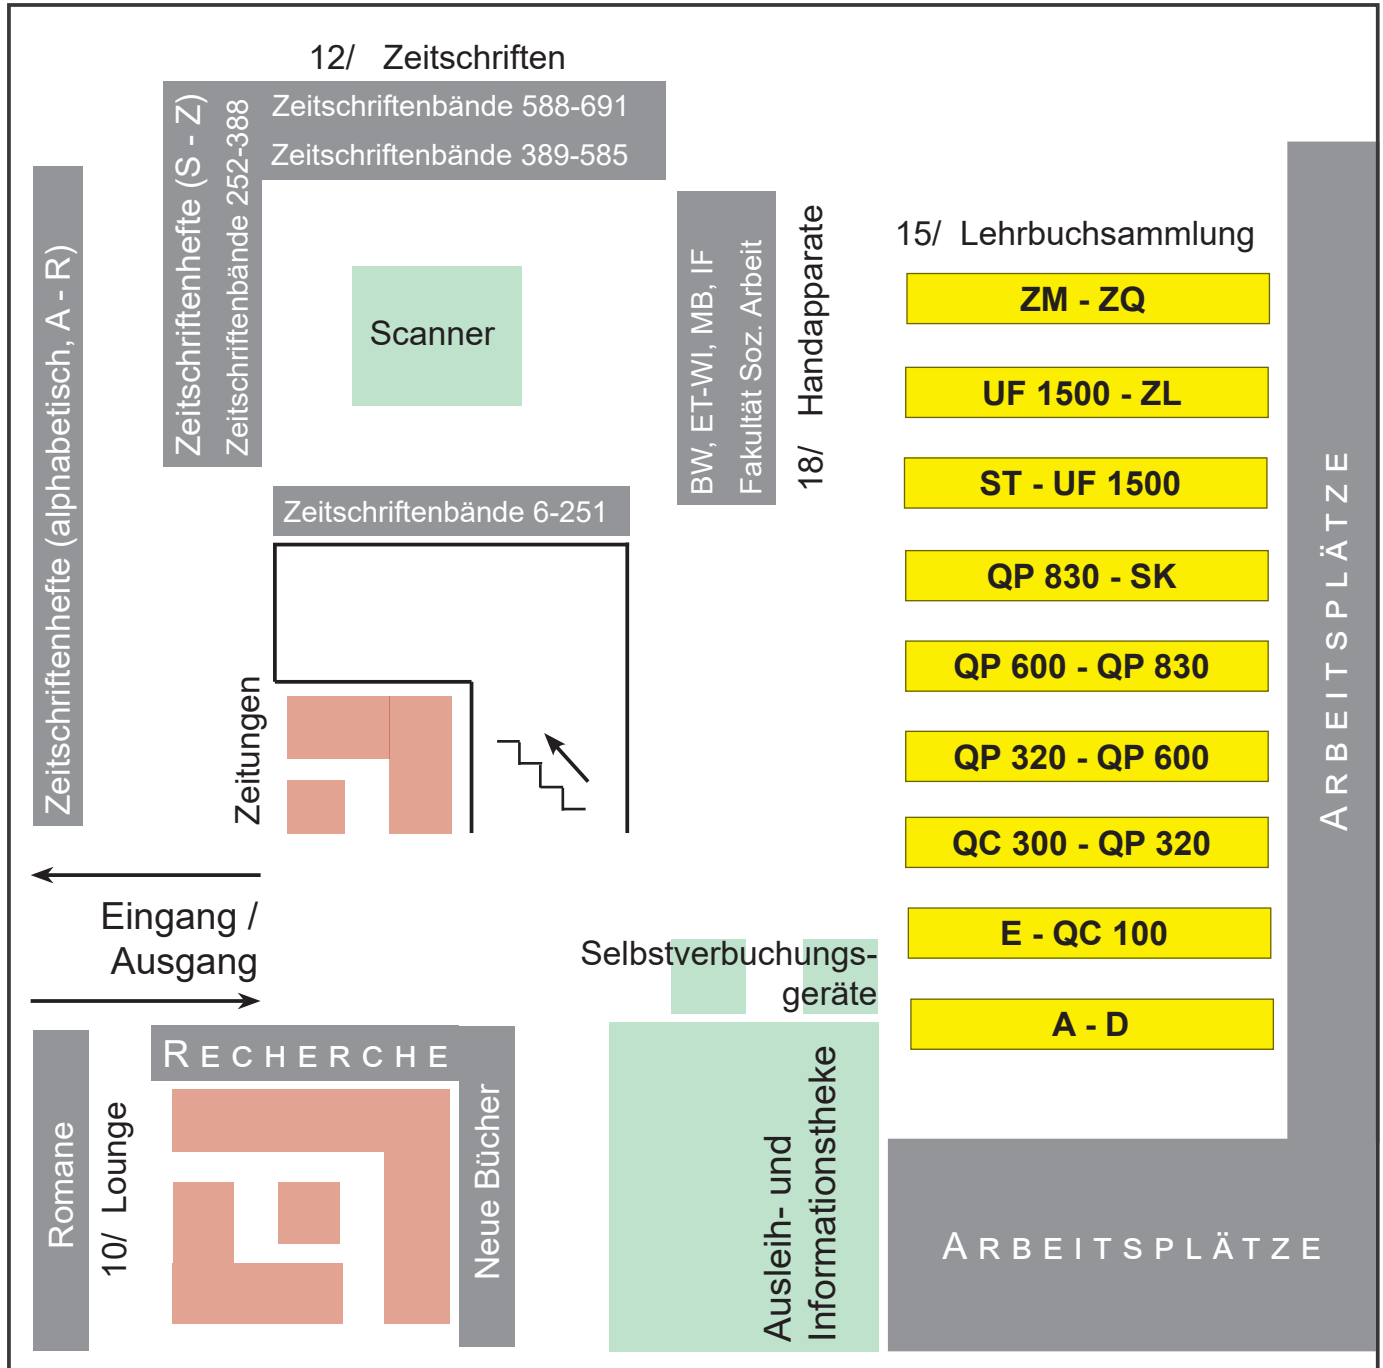 12/ Zeitschriften
Zeitschriftenbände 588-691
Zeitschriftenbände 389-585
Zeitschriftenhefte (S - Z)
Zeitschriftenbände 252-388
Zeitschriftenhefte (alphabetisch, A - R)
Scanner
BW, ET-WI, MB, IF
Fakultät Soz. Arbeit
18/ Handapparate
Zeitschriftenbände 6-251
Zeitungen
15/ Lehrbuchsammlung
ZM - ZQ
UF 1500 - ZL
ST - UF 1500
QP 830 - SK
QP 600 - QP 830
QP 320 - QP 600
QC 300 - QP 320
E - QC 100
A - D
ARBEITSPLÄTZE
Eingang /
Ausgang
Selbstverbuchungs-
geräte
RECHERCHE
Romane
10/ Lounge
Neue Bücher
Ausleih- und
Informationstheke
ARBEITSPLÄTZE